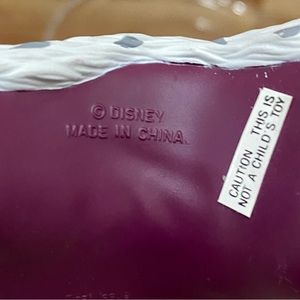 © DISNEY
MADE IN CHINA.
CAUTION THIS IS
NOT A CHILD'S TOY